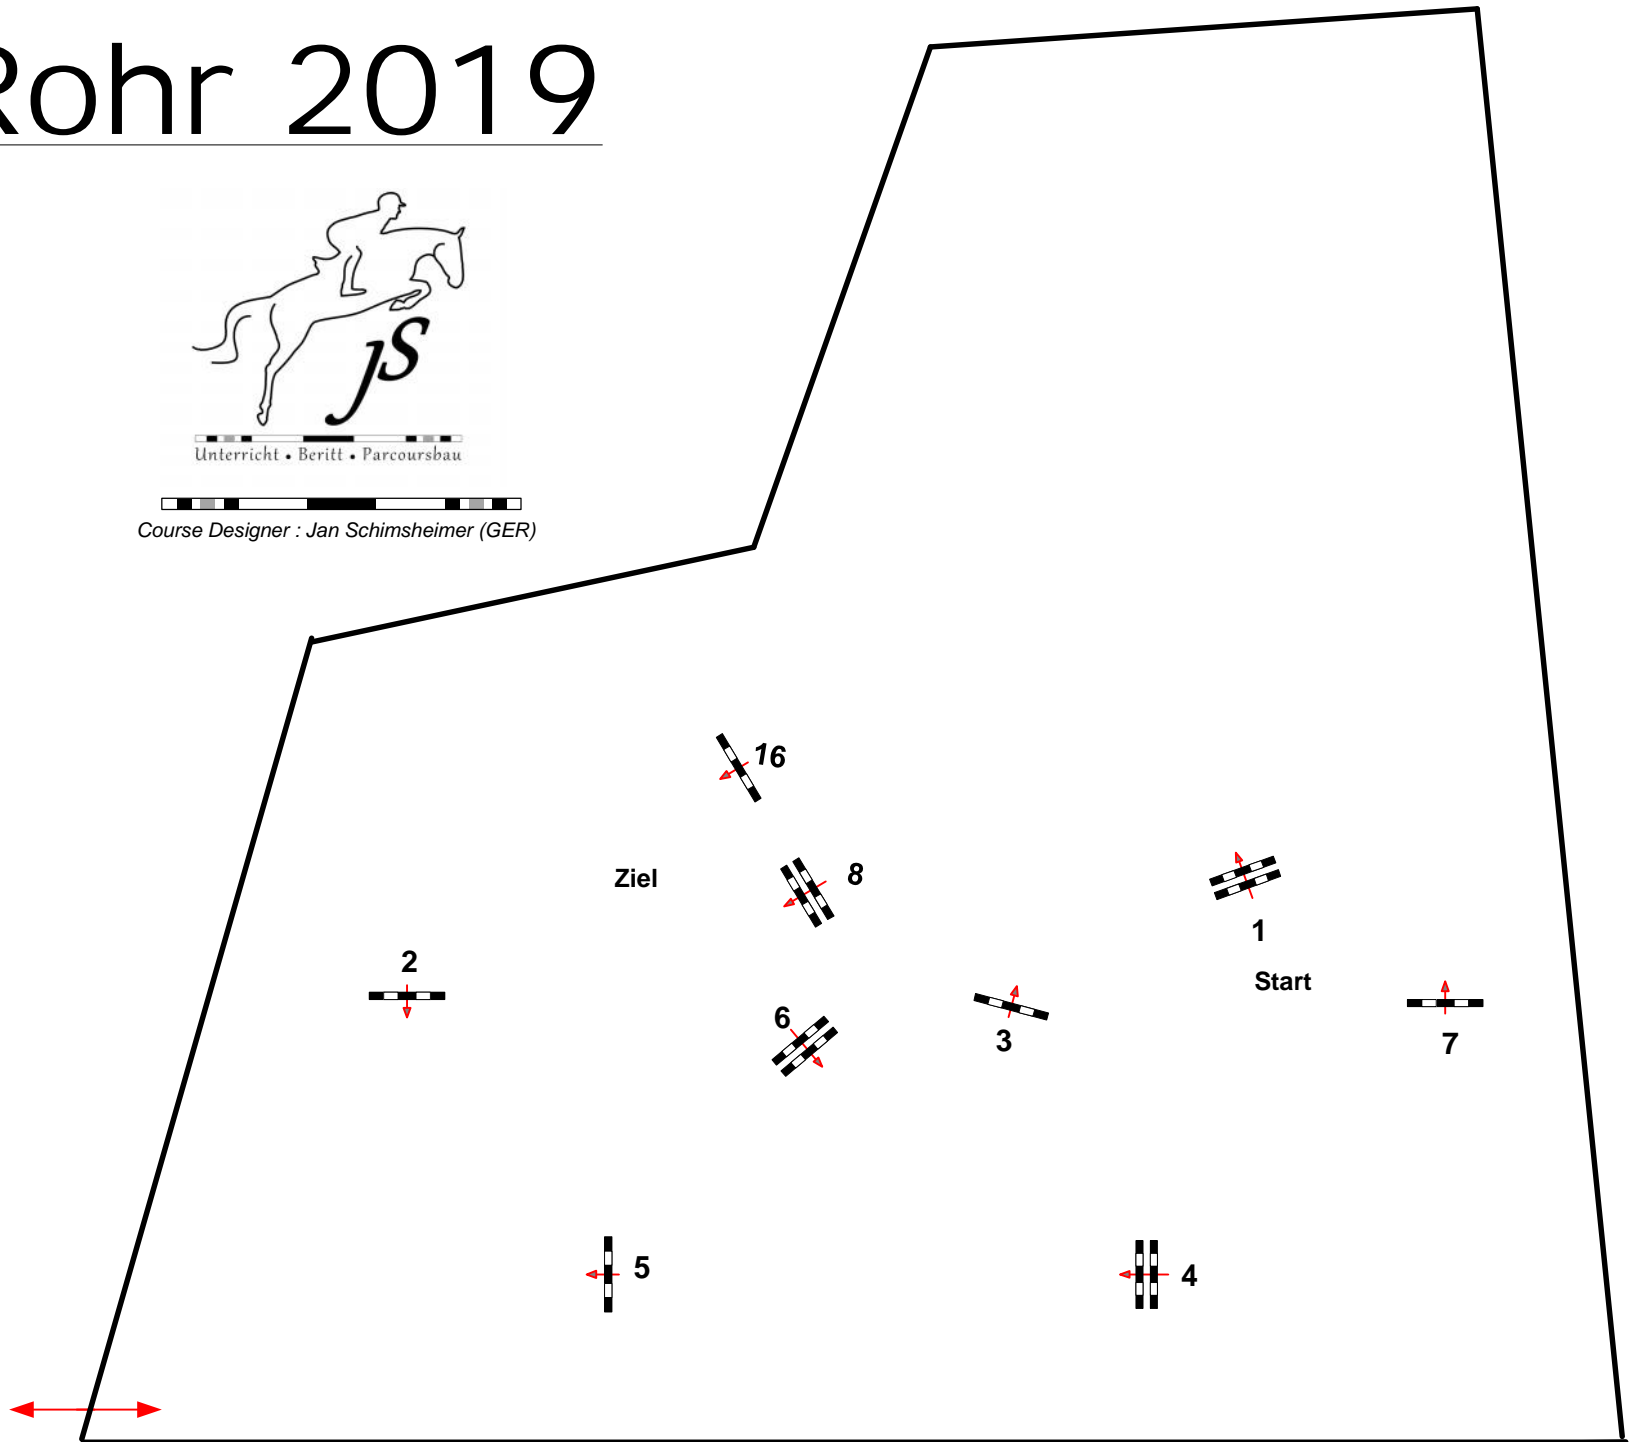 Rohr 2019
JS
Unterricht • Beritt • Parcoursbau
Course Designer : Jan Schimsheimer (GER)
16
Ziel
8
1
2
Start
6
3
7
5
4